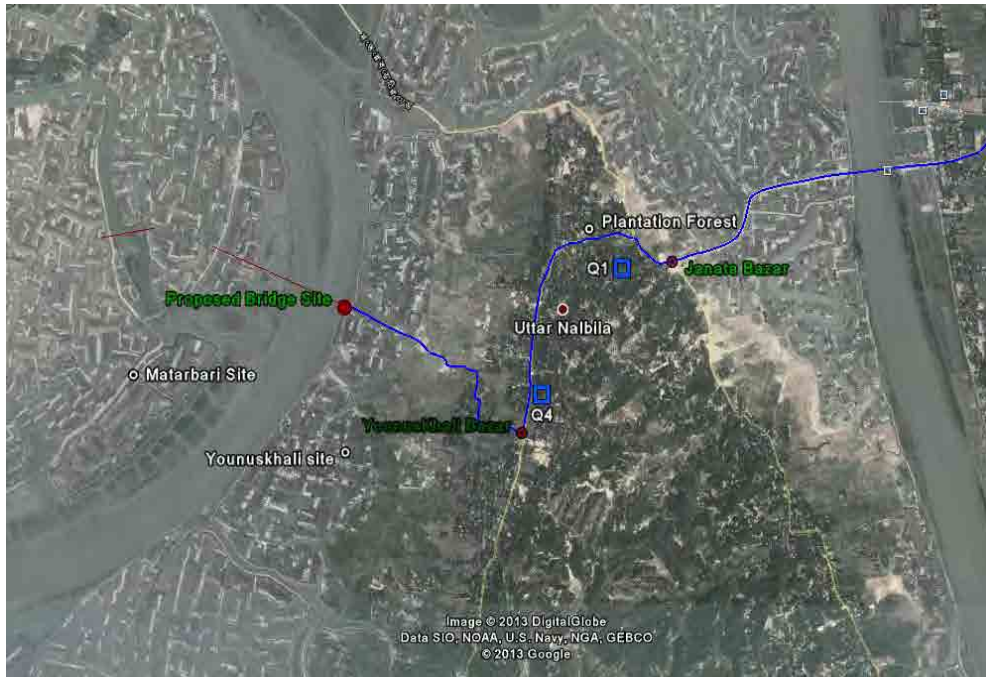 Plantation Forest
Q1
Janata Bazar
Proposed Bridge Site
Uttar Nalbila
Matarbari Site
Q4
YounusKhali Bazar
Younuskhali site
Image © 2013 DigitalGlobe
Data SIO, NOAA, U.S. Navy, NGA, GEBCO
© 2013 Google